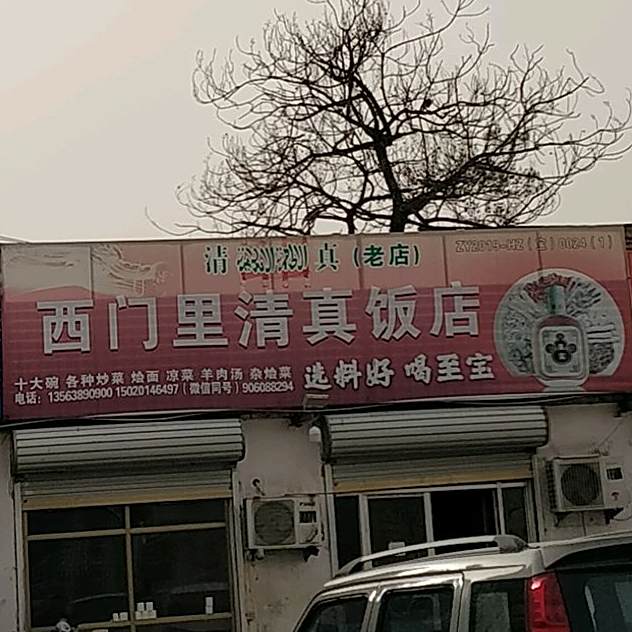 清 真 (老店)
ZY2019-HZ(宝)0024(1)
西门里清真饭店
十大碗 各种炒菜 烩面 凉菜 羊肉汤 杂烩菜
电话：13563890900 15020146497(微信同号)906088294
选料好 喝至宝